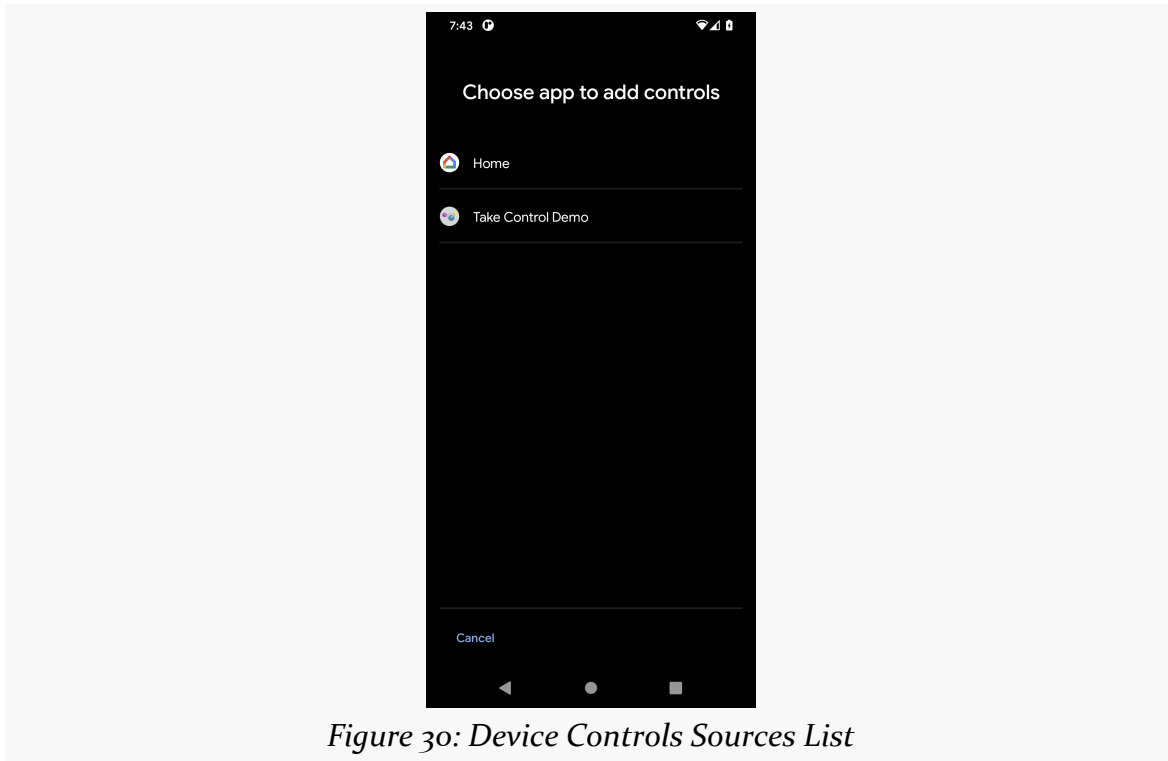 7:43
Choose app to add controls
Home
Take Control Demo
Cancel
Figure 30: Device Controls Sources List